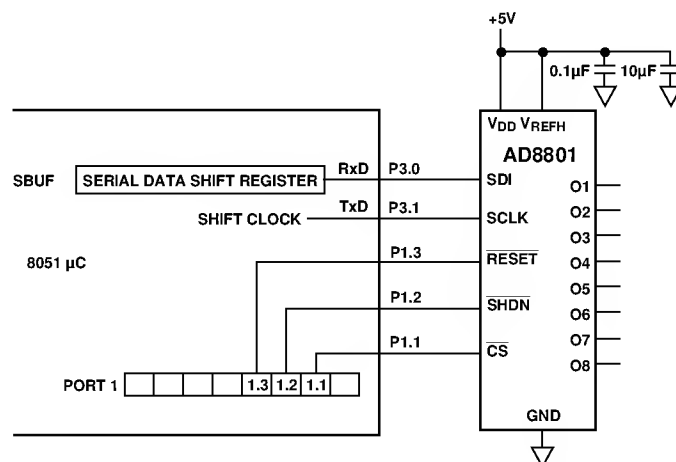 +5V
0.1µF 10µF
VDD VREFH
AD8801
RxD P3.0
SBUF SERIAL DATA SHIFT REGISTER SDI
O1
TxD P3.1
SHIFT CLOCK SCLK
O2
O3
P1.3
8051 µC RESET O4
O5
P1.2
SHDN O6
P1.1
O7
CS
O8
PORT 1 1.3 1.2 1.1
GND